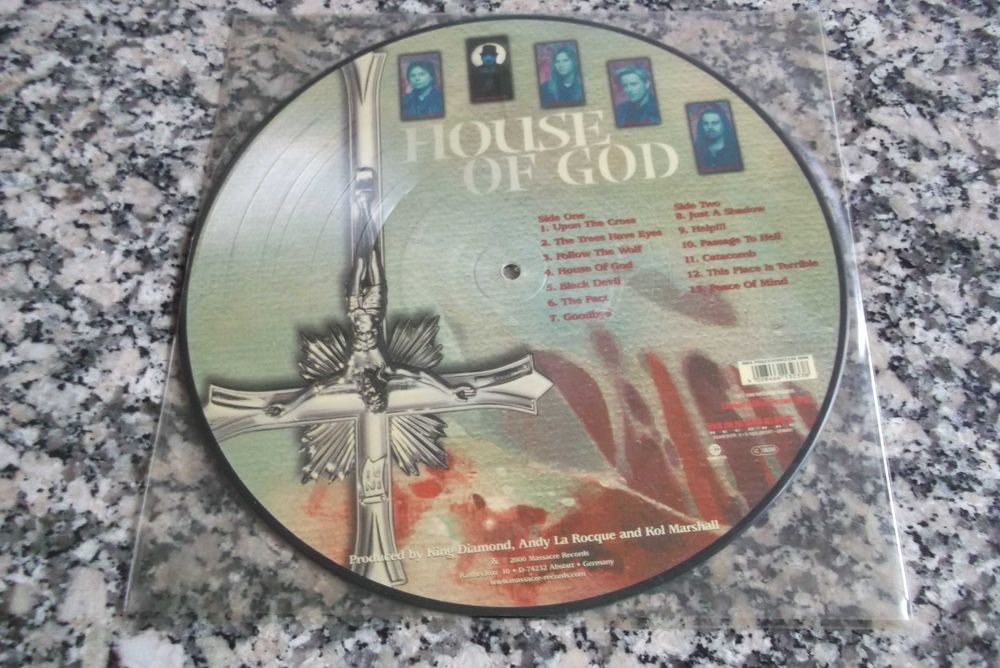 HOUSE
OF GOD
Side One
1. Upon The Cross
2. The Trees Have Eyes
3. Follow The Wolf
4. House Of God
5. Black Devil
6. The Pact
7. Goodbye
Side Two
8. Just A Shadow
9. Help!!!
10. Passage To Hell
11. Catacomb
12. This Place is Terrible
13. Peace Of Mind
Produced by King Diamond, Andy La Rocque and Kol Marshall
& 2000 Massacre Records
10 • D-74232 Abstatt • Germany
www.massacre-records.com